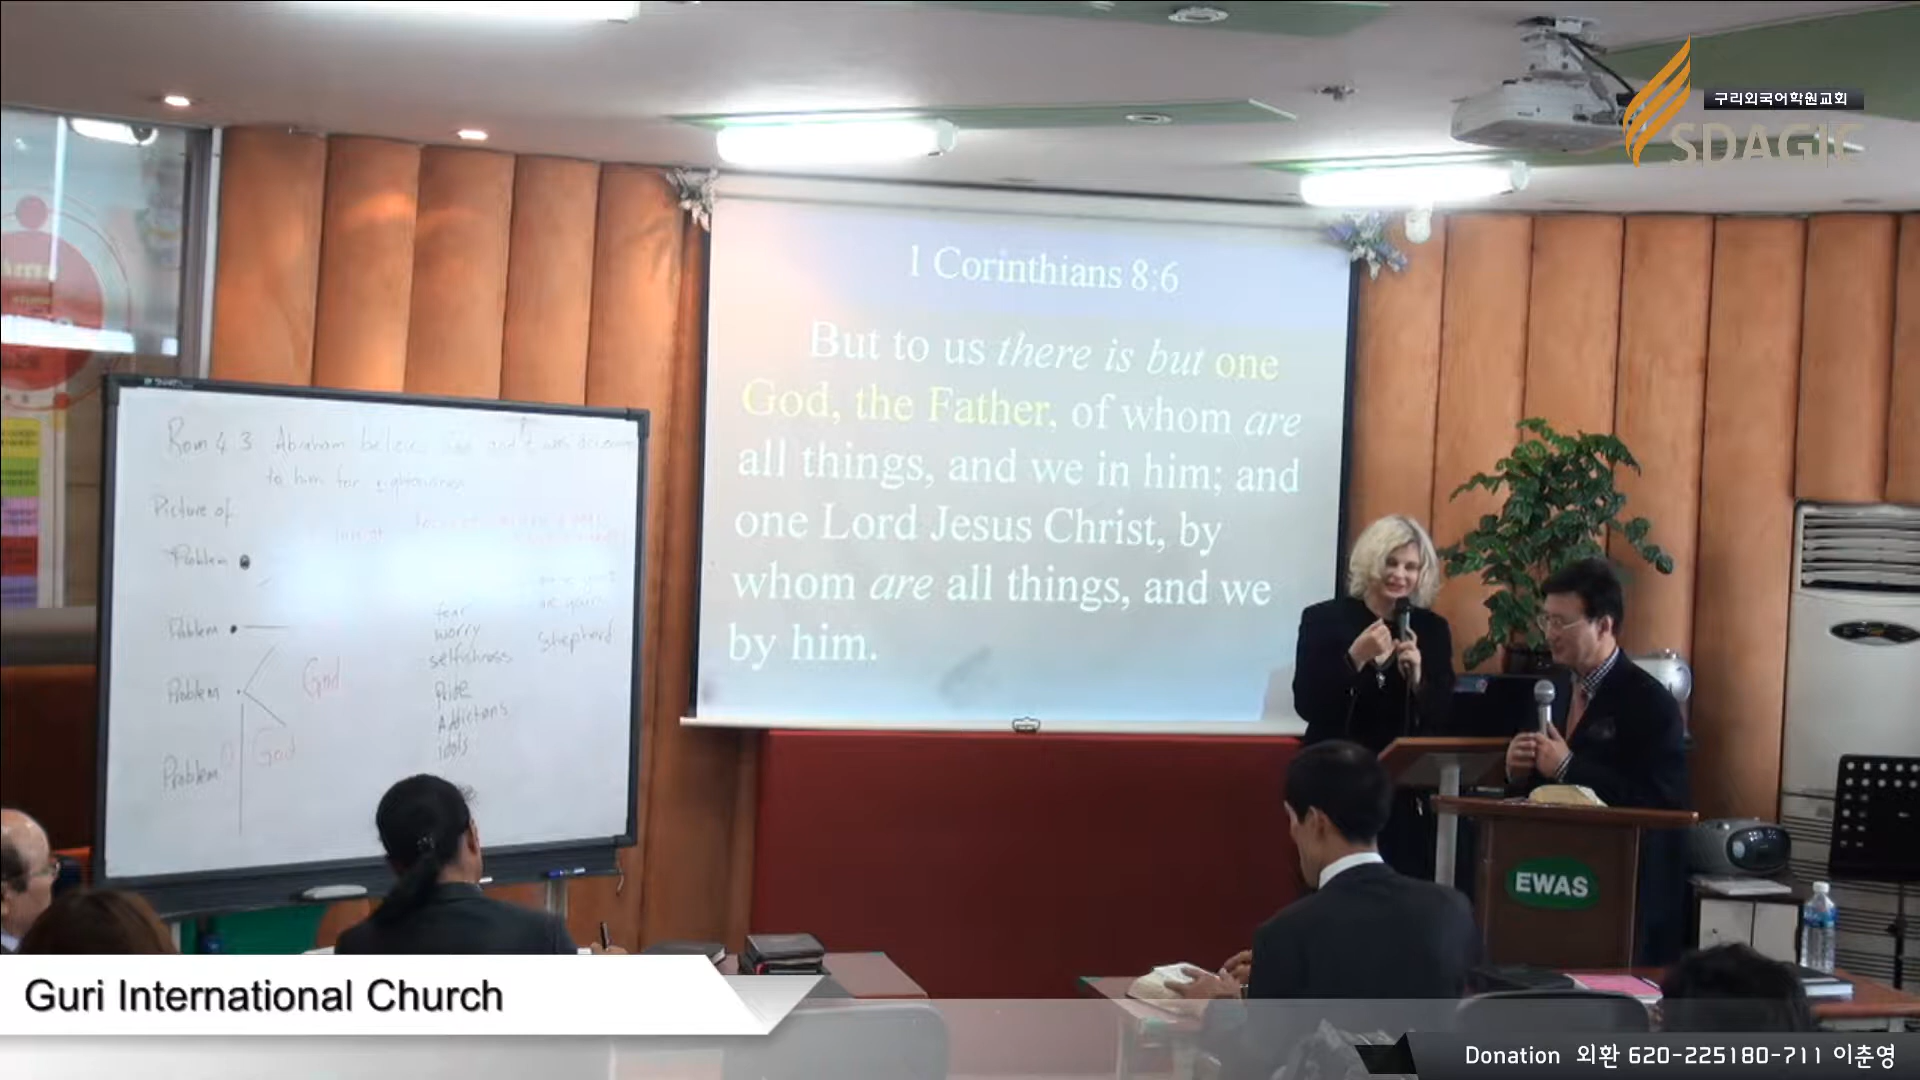 구리외국어학원교회
SDAGIC
1 Corinthians 8:6
But to us there is but one
God, the Father, of whom are
all things, and we in him; and
one Lord Jesus Christ, by
whom are all things, and we
by him.
Rom 4 3 Abraham
to him for
Picture of
Problem
Problem
Problem
Problem
God
God
fear
worry
selfishness
Pride
Addictions
idols
shepherd
EWAS
Guri International Church
Donation 외환 620-225180-711 이춘영